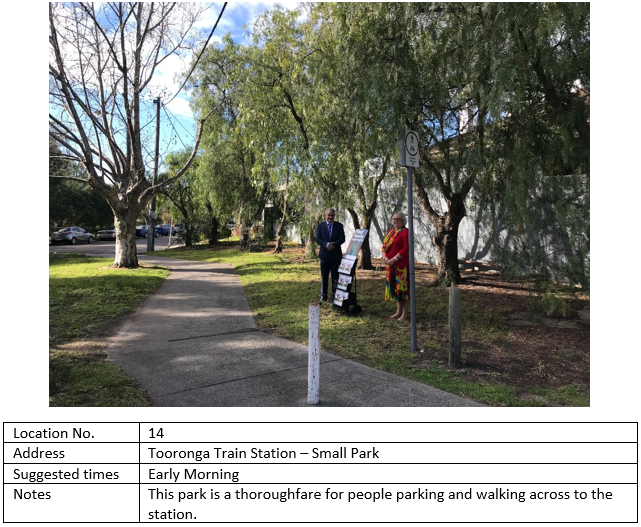 Location No. 14
Address Tooronga Train Station – Small Park
Suggested times Early Morning
Notes This park is a thoroughfare for people parking and walking across to the
station.